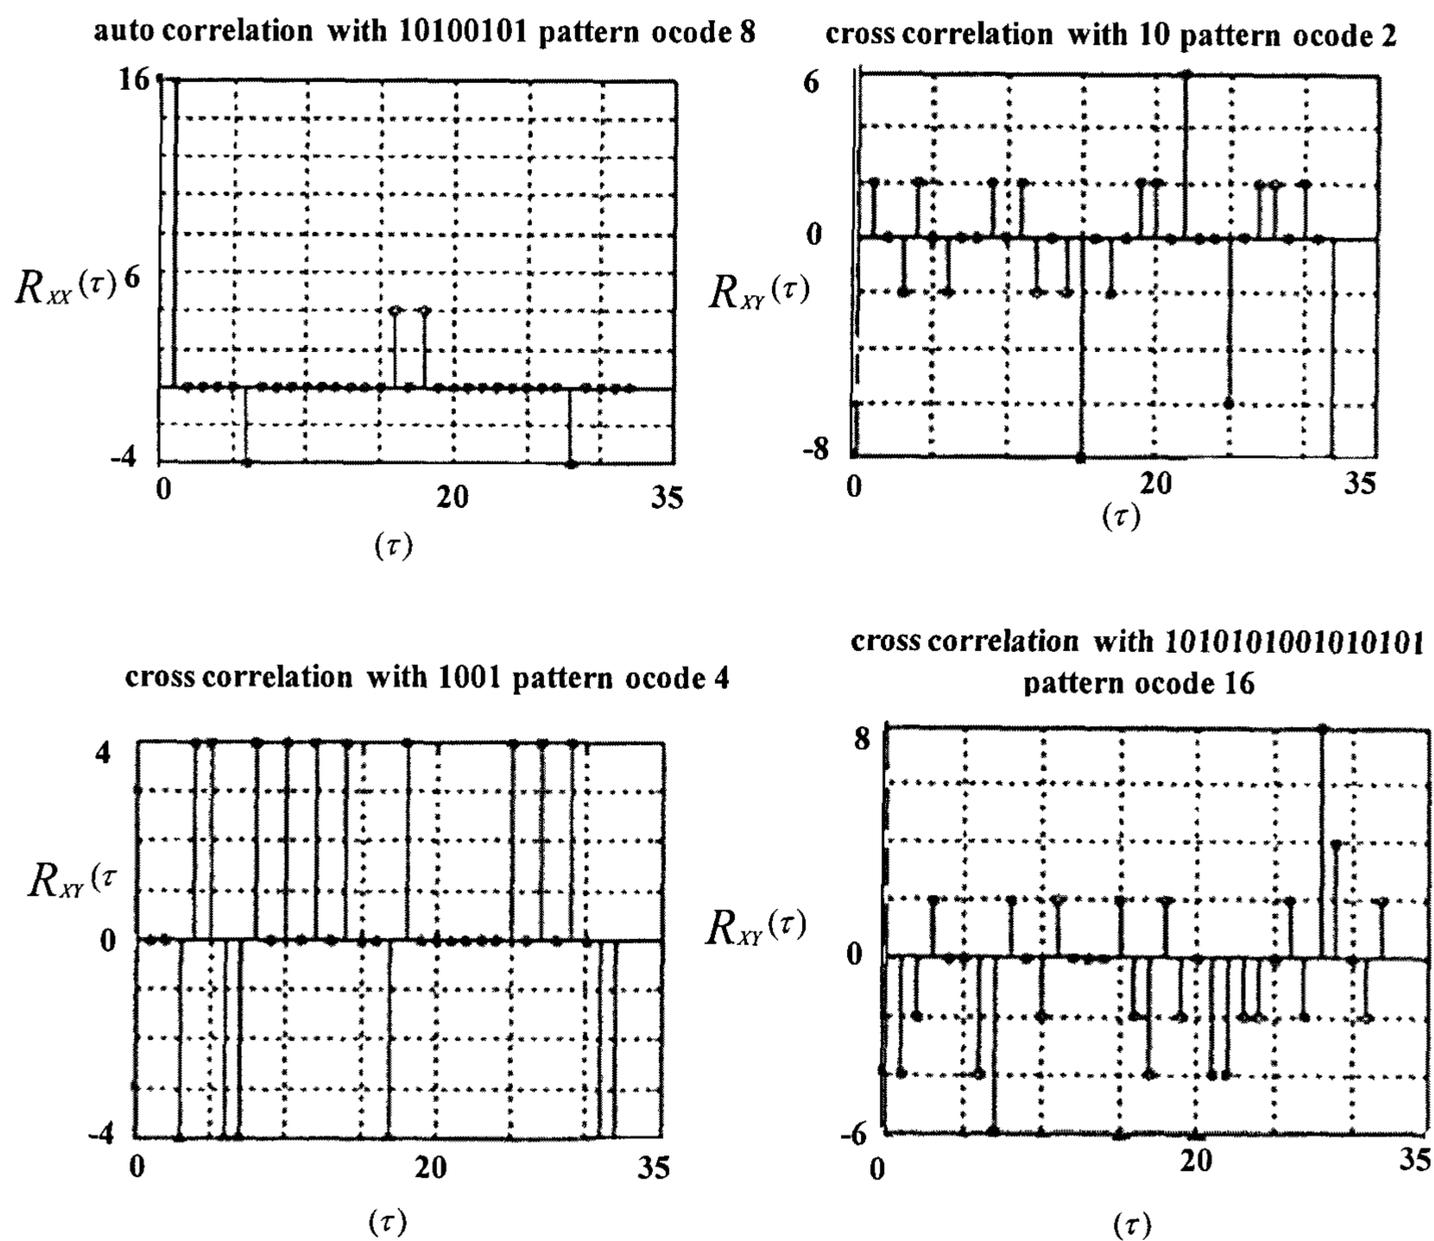 auto correlation with 10100101 pattern ocode 8
16
R_XX(τ) 6
-4
0 20 35
(τ)
cross correlation with 10 pattern ocode 2
6
0
R_XY(τ)
-8
0 20 35
(τ)
cross correlation with 1001 pattern ocode 4
4
R_XY(τ
0
-4
0 20 35
(τ)
cross correlation with 1010101001010101
pattern ocode 16
8
R_XY(τ)
0
-6
0 20 35
(τ)